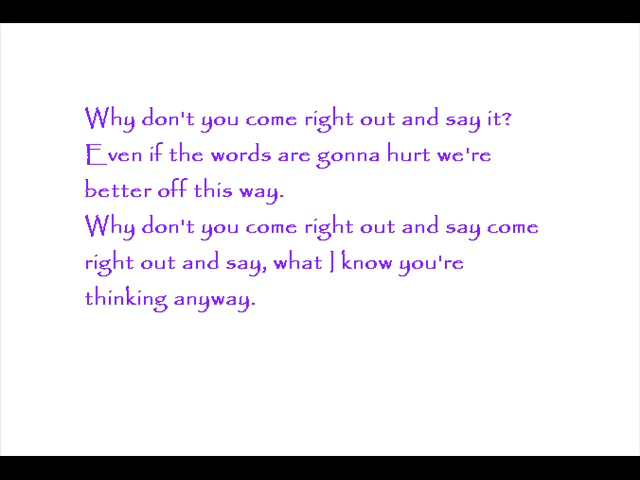 Why don't you come right out and say it?
Even if the words are gonna hurt we're
better off this way.
Why don't you come right out and say come
right out and say, what I know you're
thinking anyway.